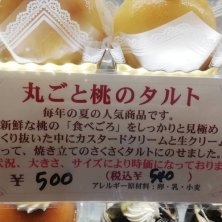 丸ごと桃のタルト
毎年の夏の人気商品です。
新鮮な桃の「食べごろ」をしっかりと見極め
くり抜いた中にカスタードクリームと生クリーム
って、焼き立てのさくさくタルトにのせました。
状況、大きさ、サイズにより時価になっておりま
¥500 (税込¥540)
アレルギー原材料:卵・乳・小麦